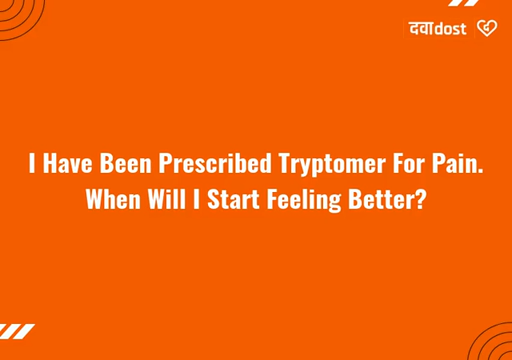 दवाdost
I Have Been Prescribed Tryptomer For Pain.
When Will I Start Feeling Better?